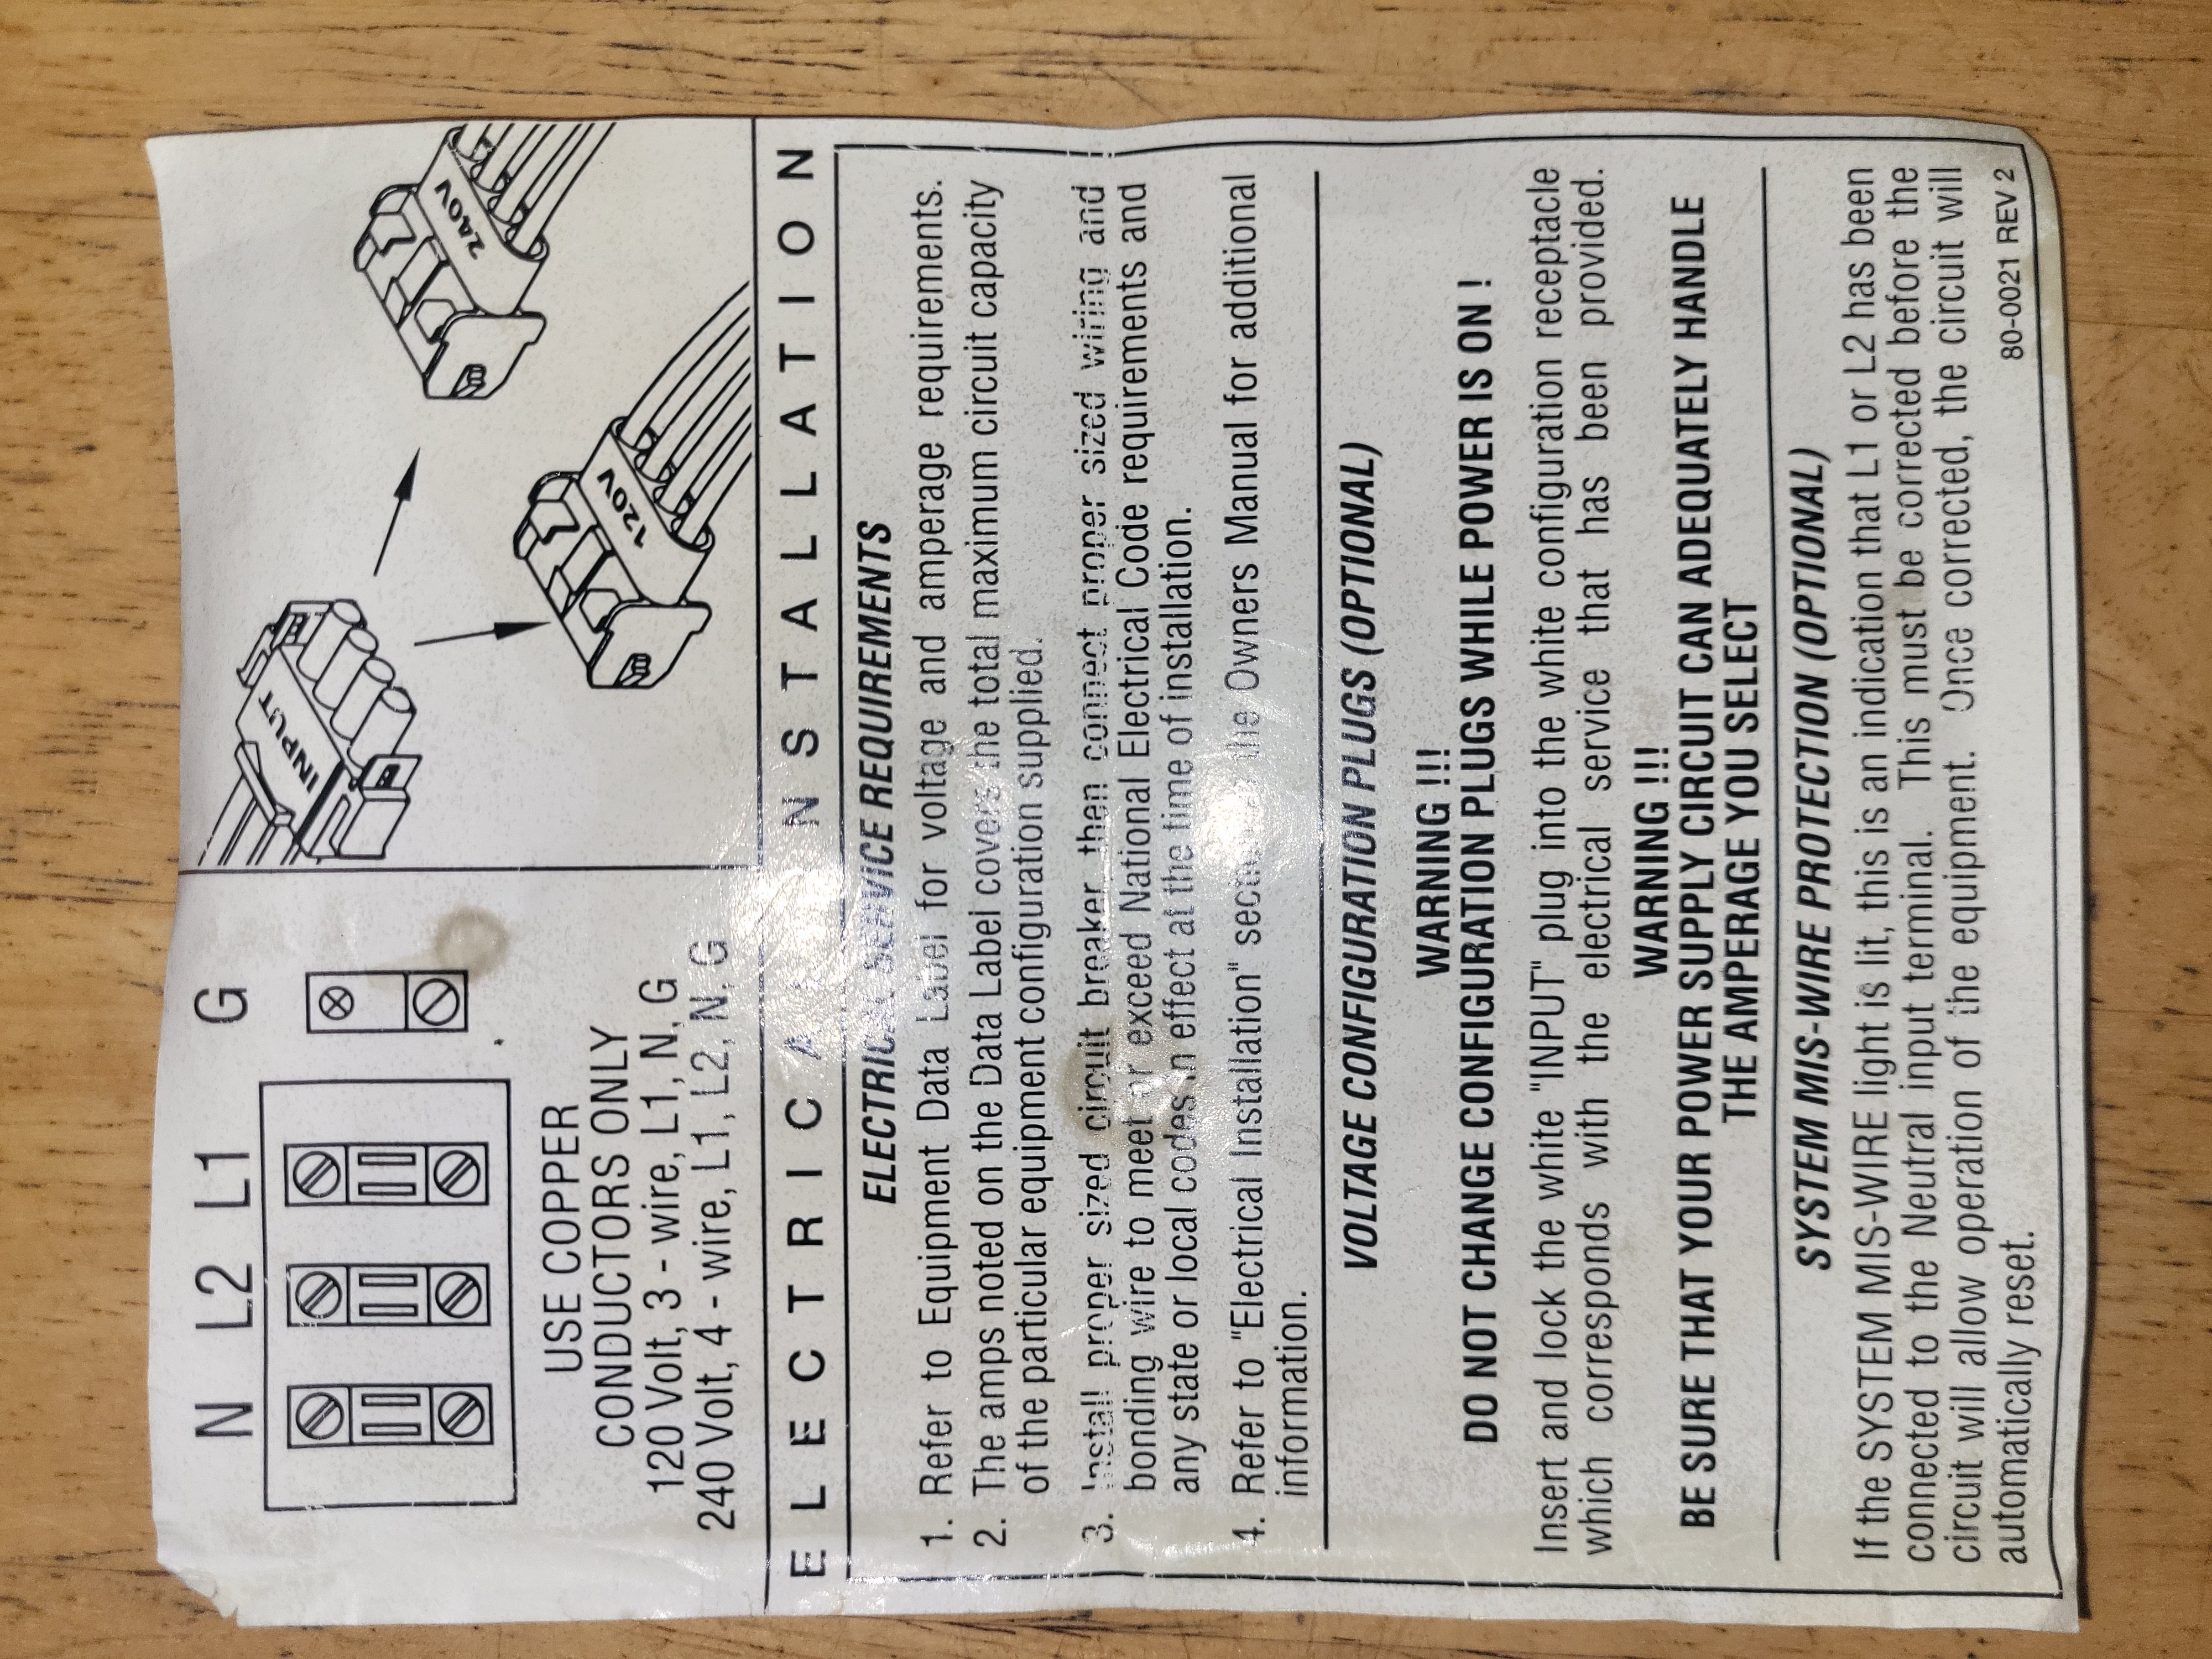 N L2 L1 G
USE COPPER
CONDUCTORS ONLY
120 Volt, 3 - wire, L1, N, G
240 Volt, 4 - wire, L1, L2, N, G
INPUT
120V
240V
ELECTRICAL INSTALLATION
ELECTRICAL SERVICE REQUIREMENTS
1. Refer to Equipment Data Label for voltage and amperage requirements.
2. The amps noted on the Data Label covers the total maximum circuit capacity
of the particular equipment configuration supplied.
3. Install proper sized circuit breaker, then connect proper sized wiring and
bonding wire to meet or exceed National Electrical Code requirements and
any state or local codes in effect at the time of installation.
4. Refer to "Electrical Installation" the Owners Manual for additional
information.
VOLTAGE CONFIGURATION PLUGS (OPTIONAL)
WARNING !!!
DO NOT CHANGE CONFIGURATION PLUGS WHILE POWER IS ON !
Insert and lock the white "INPUT" plug into the white configuration receptacle
which corresponds with the electrical service that has been provided.
WARNING !!!
BE SURE THAT YOUR POWER SUPPLY CIRCUIT CAN ADEQUATELY HANDLE
THE AMPERAGE YOU SELECT
SYSTEM MIS-WIRE PROTECTION (OPTIONAL)
If the SYSTEM MIS-WIRE light is lit, this is an indication that L1 or L2 has been
connected to the Neutral input terminal. This must be corrected before the
circuit will allow operation of the equipment. Once corrected, the circuit will
automatically reset.
80-0021 REV 2